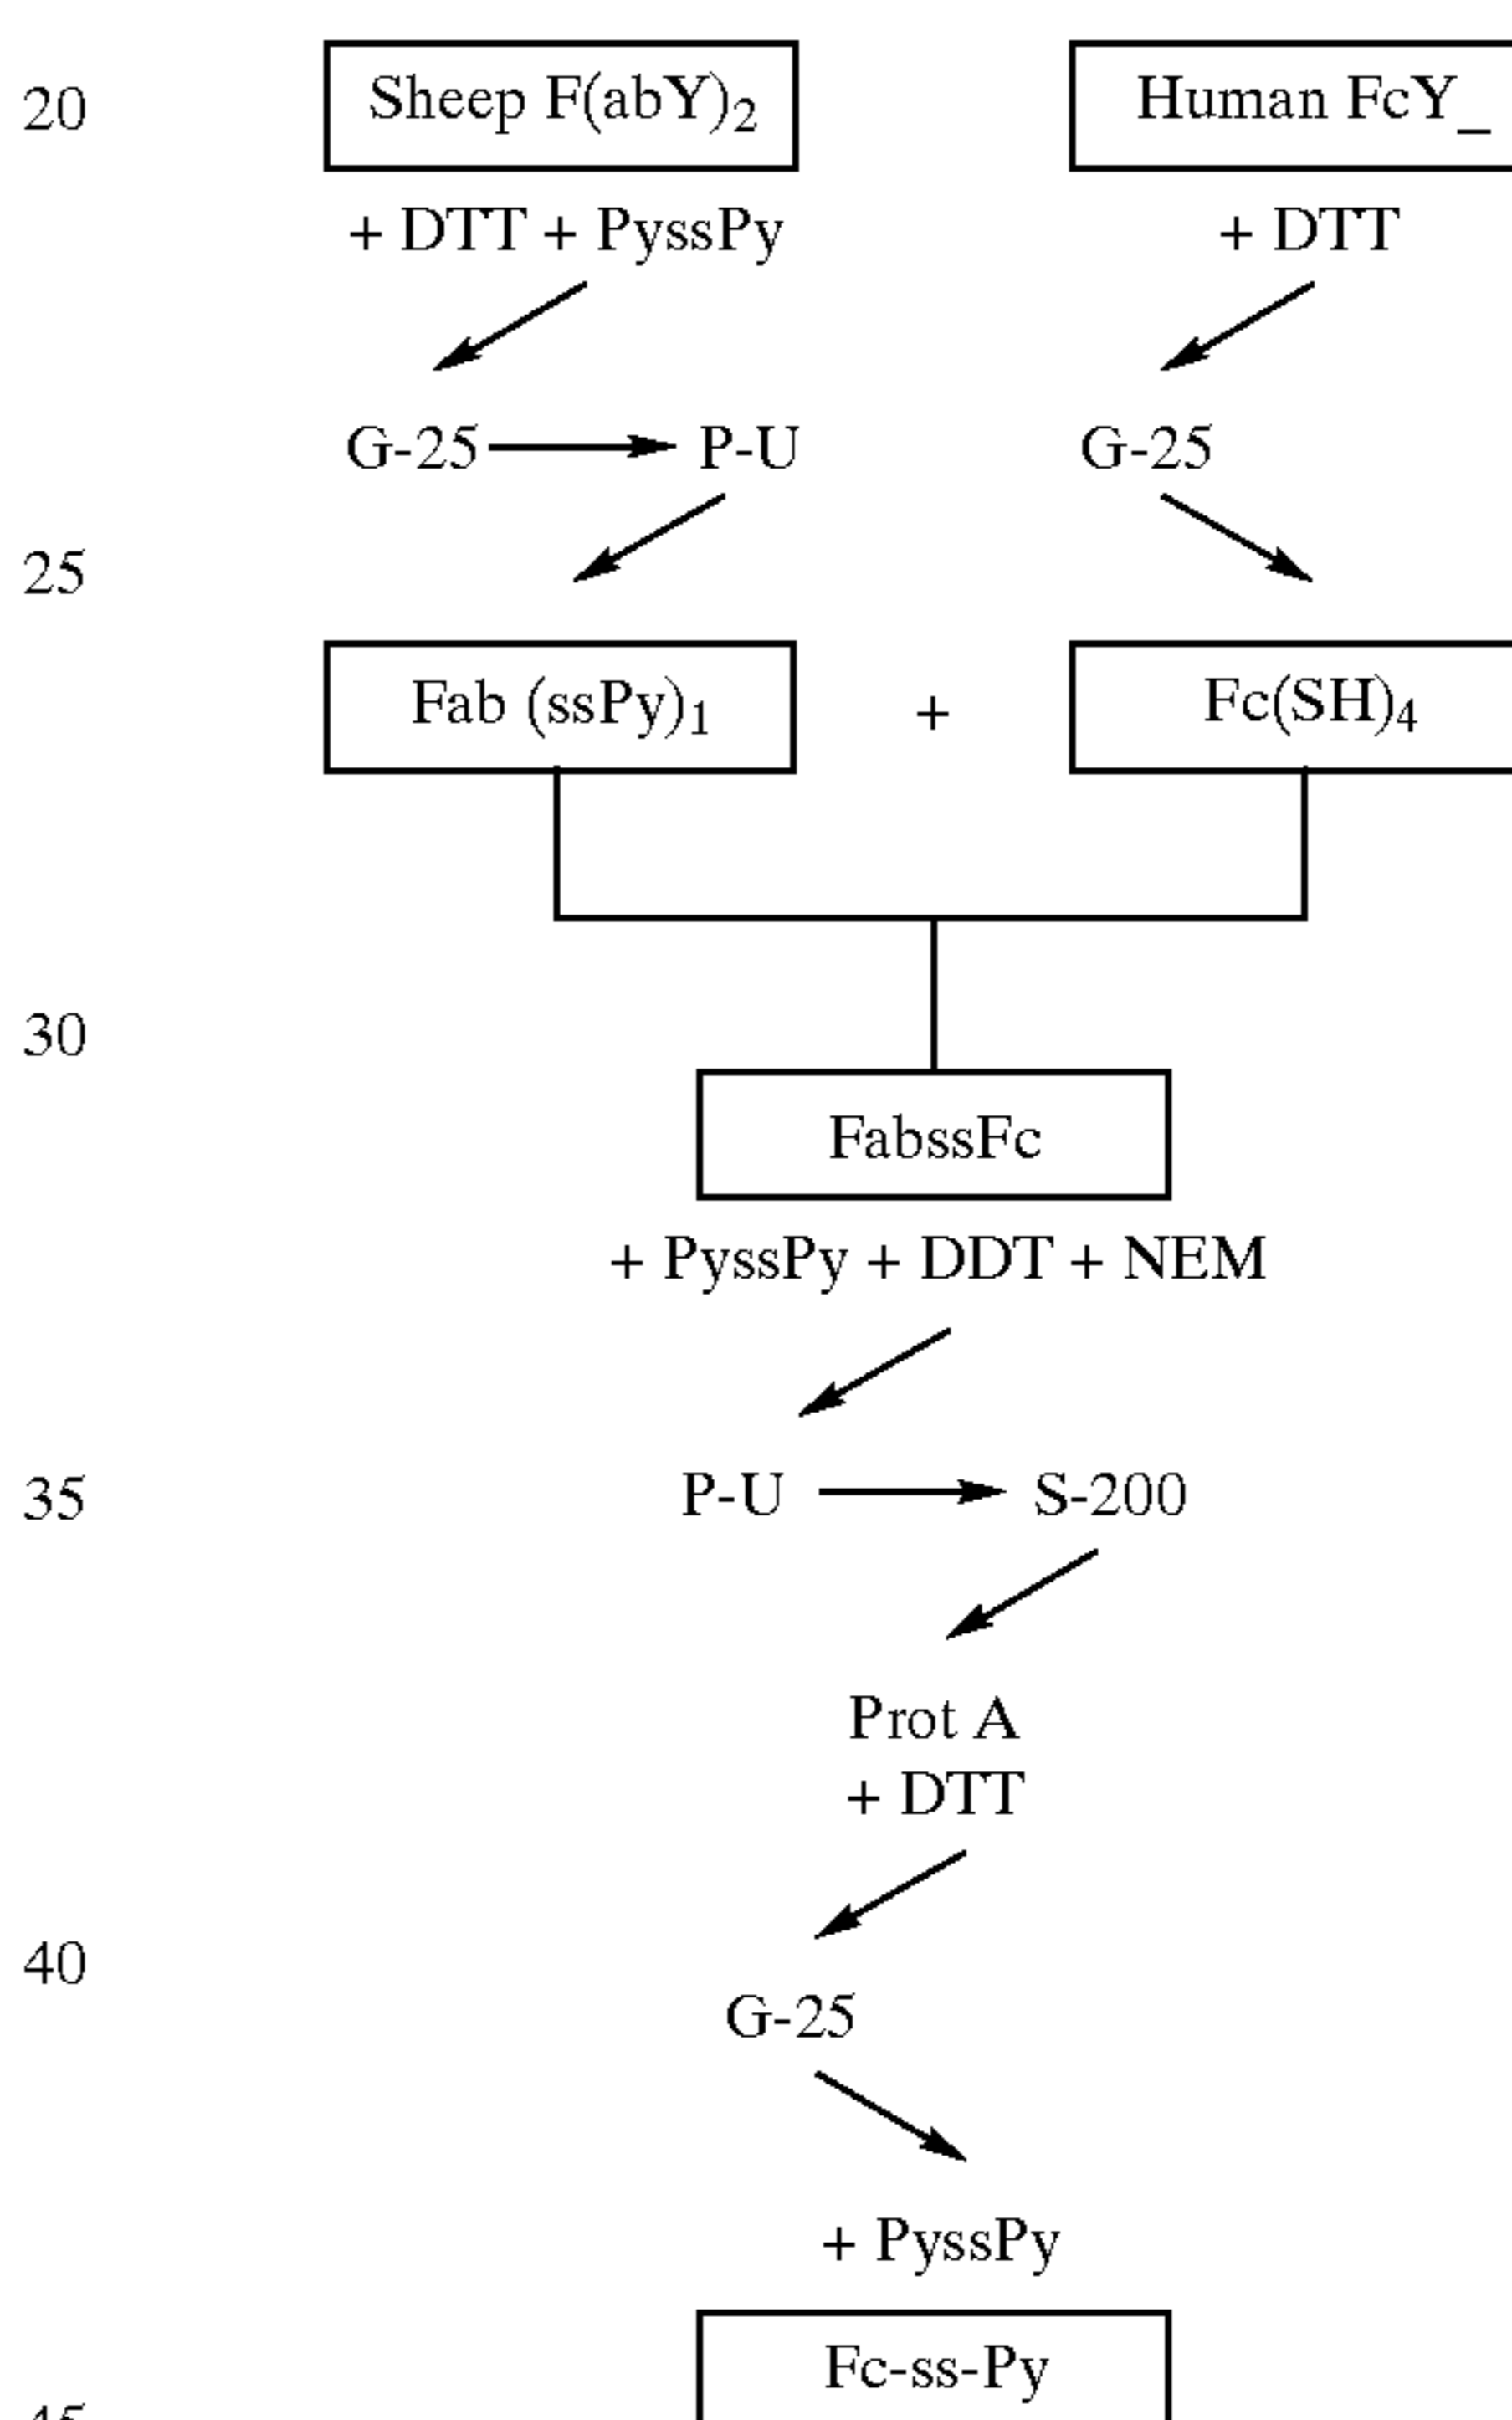 20 Sheep F(abY)2 Human FcY_
+ DTT + PyssPy + DTT
G-25 P-U G-25
25
Fab (ssPy)1 + Fc(SH)4
30
FabssFc
+ PyssPy + DDT + NEM
35 P-U S-200
Prot A
+ DTT
40
G-25
+ PyssPy
Fc-ss-Py